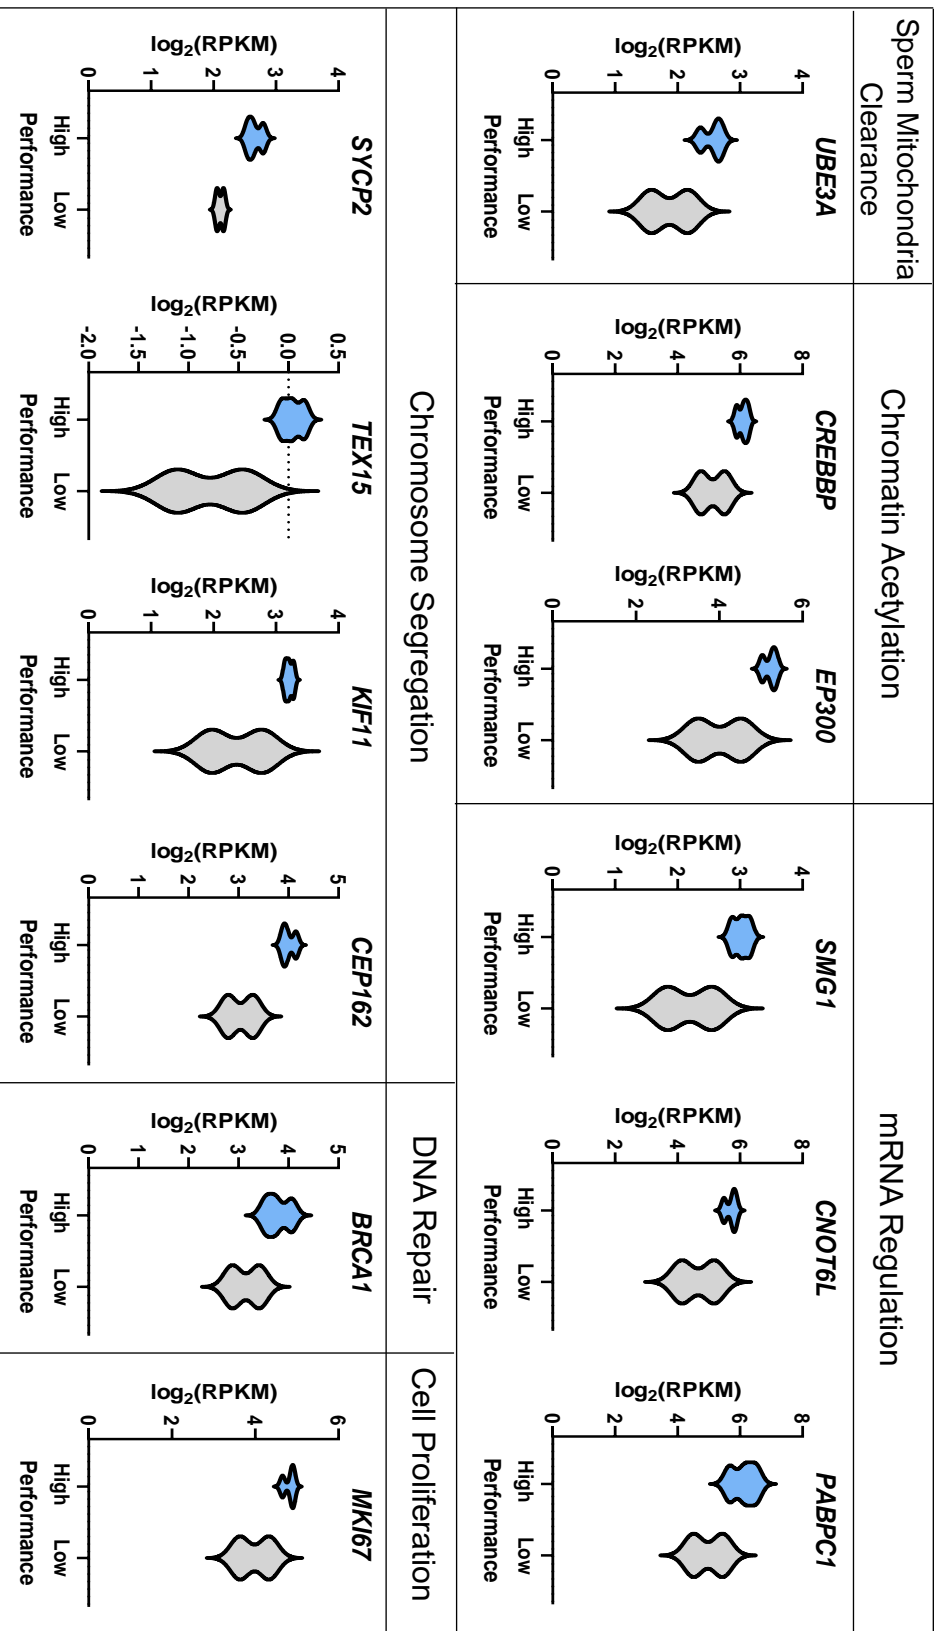 Sperm Mitochondria
Clearance
Chromatin Acetylation
mRNA Regulation
UBE3A
log2(RPKM)
4
3
2
1
0
High Low
Performance
CREBBP
log2(RPKM)
8
6
4
2
0
High Low
Performance
EP300
log2(RPKM)
6
4
2
0
High Low
Performance
SMG1
log2(RPKM)
4
3
2
1
0
High Low
Performance
CNOT6L
log2(RPKM)
8
6
4
2
0
High Low
Performance
PABPC1
log2(RPKM)
8
6
4
2
0
High Low
Performance
Chromosome Segregation
DNA Repair
Cell Proliferation
SYCP2
log2(RPKM)
4
3
2
1
0
High Low
Performance
TEX15
log2(RPKM)
0.5
0.0
-0.5
-1.0
-1.5
-2.0
High Low
Performance
KIF11
log2(RPKM)
4
3
2
1
0
High Low
Performance
CEP162
log2(RPKM)
5
4
3
2
1
0
High Low
Performance
BRCA1
log2(RPKM)
5
4
3
2
1
0
High Low
Performance
MKI67
log2(RPKM)
6
4
2
0
High Low
Performance